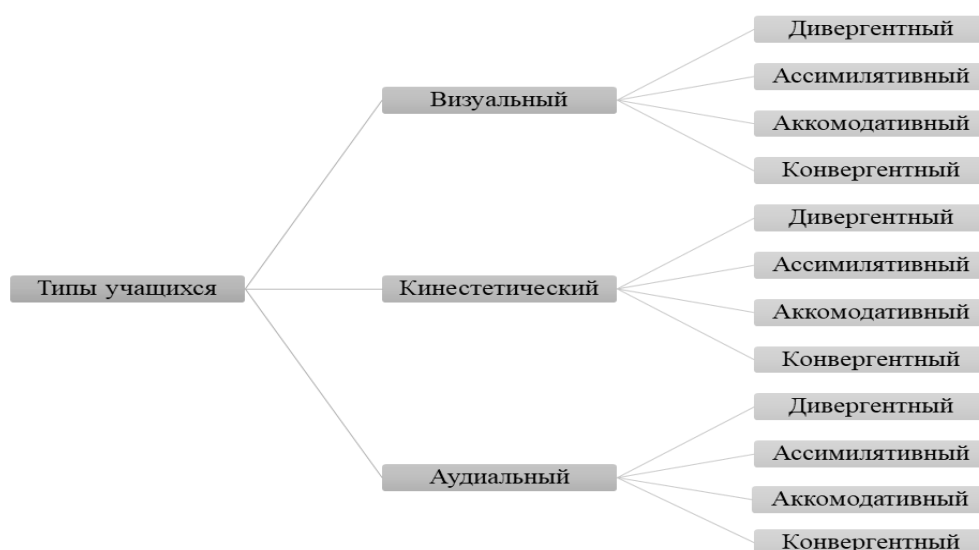 Типы учащихся
Визуальный
Дивергентный
Ассимилятивный
Аккомодативный
Конвергентный
Кинестетический
Дивергентный
Ассимилятивный
Аккомодативный
Конвергентный
Аудиальный
Дивергентный
Ассимилятивный
Аккомодативный
Конвергентный